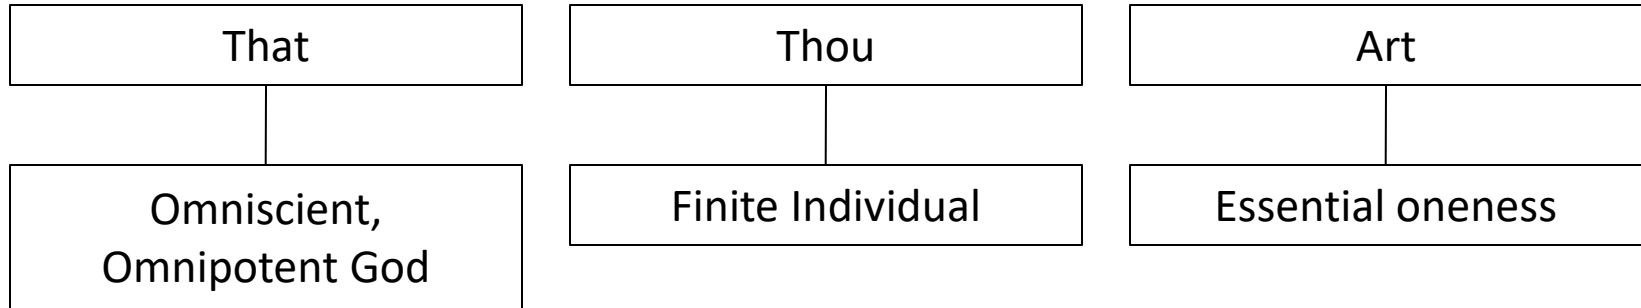 That
Thou
Art
Omniscient,
Omnipotent God
Finite Individual
Essential oneness